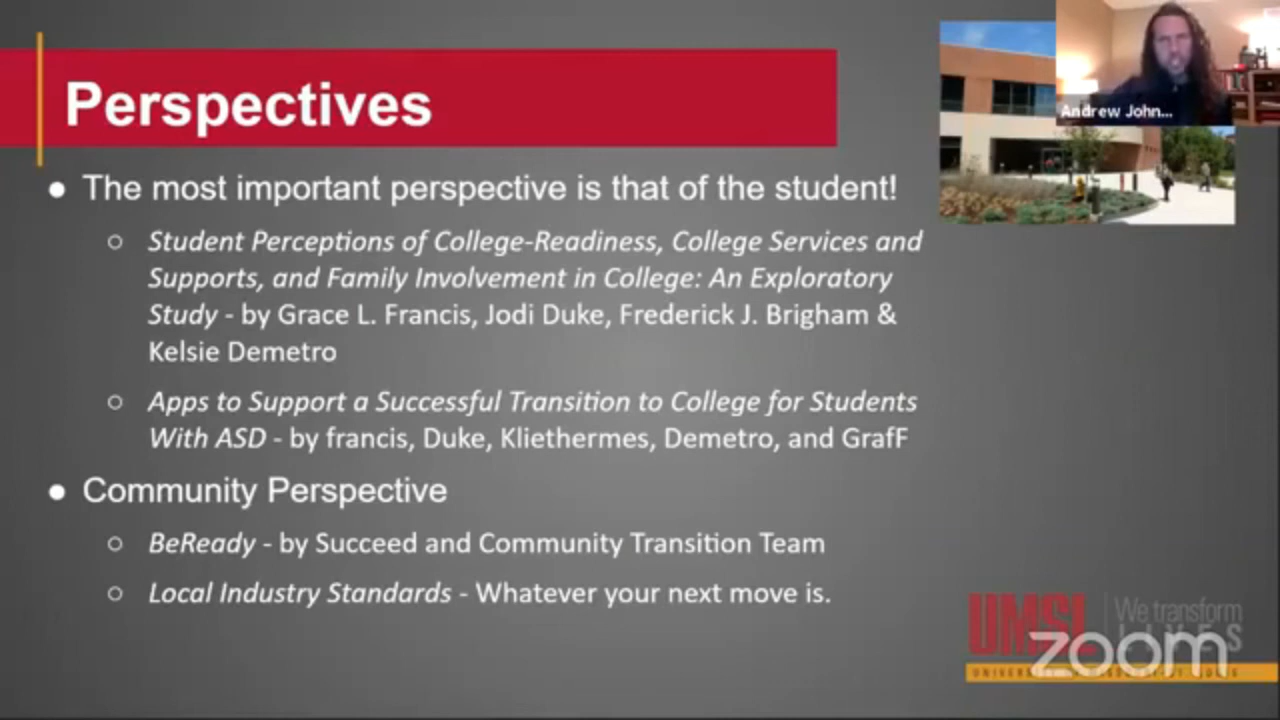 Perspectives
Andrew John...
● The most important perspective is that of the student!
○ Student Perceptions of College-Readiness, College Services and
Supports, and Family Involvement in College: An Exploratory
Study - by Grace L. Francis, Jodi Duke, Frederick J. Brigham &
Kelsie Demetro
○ Apps to Support a Successful Transition to College for Students
With ASD - by francis, Duke, Kliethermes, Demetro, and GrafF
● Community Perspective
○ BeReady - by Succeed and Community Transition Team
○ Local Industry Standards - Whatever your next move is.
UMSL | We transform
zoom